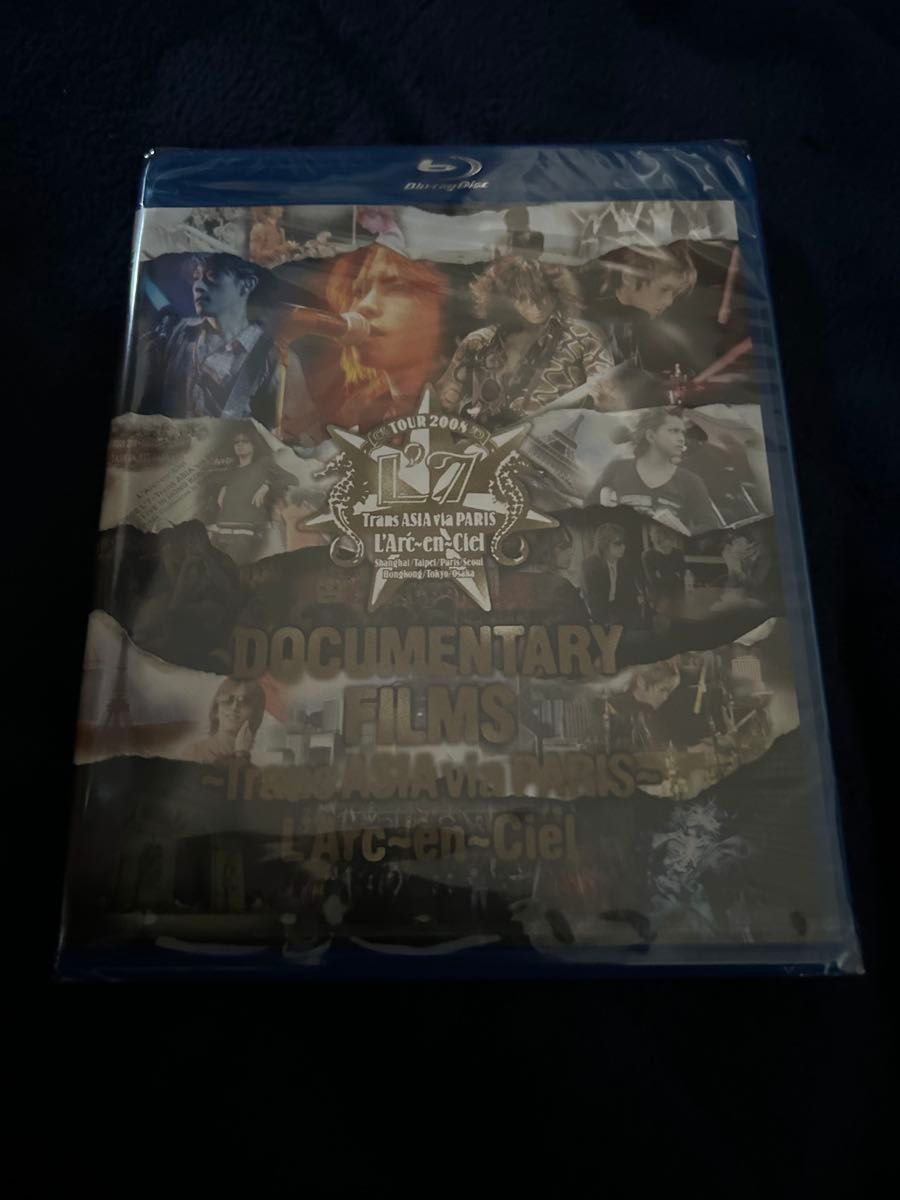 Blu-ray Disc
TOUR 2008
L'7
Trans ASIA via PARIS
L'Arc~en~Ciel
Shanghai/Taipei/Paris/Seoul
Hongkong/Tokyo/Osaka
DOCUMENTARY
FILMS
~Trans ASIA via PARIS~
L'Arc~en~Ciel